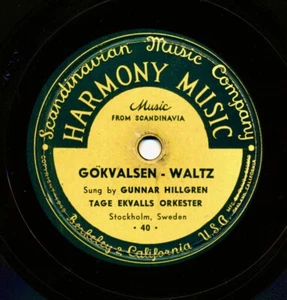 Scandinavian Music Company
HARMONY MUSIC
Music
FROM SCANDINAVIA
GÖKVALSEN - WALTZ
Sung by GUNNAR HILLGREN
TAGE EKVALLS ORKESTER
Stockholm, Sweden
· 40 ·
Berkeley 2 California U.S.A.